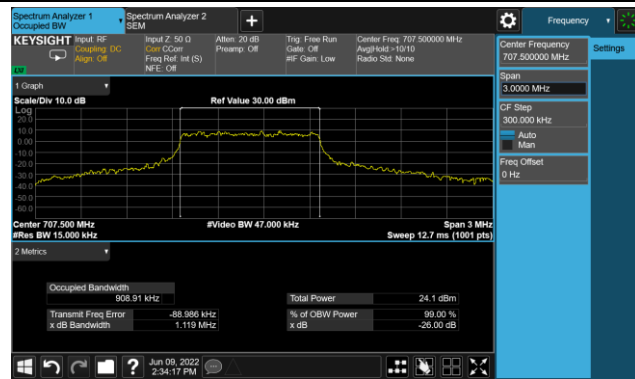 Spectrum Analyzer 1
Occupied BW
Spectrum Analyzer 2
SEM
Frequency
KEYSIGHT
Input: RF
Coupling: DC
Align: Off
Input Z: 50 Ω
Corr CCorr
Freq Ref: Int (S)
NFE: Off
Atten: 20 dB
Preamp: Off
Trig: Free Run
Gate: Off
#IF Gain: Low
Center Freq: 707.500000 MHz
Avg|Hold:>10/10
Radio Std: None
Center Frequency
707.500000 MHz
Settings
Span
3.0000 MHz
CF Step
300.000 kHz
Auto
Man
Freq Offset
0 Hz
1 Graph
Scale/Div 10.0 dB
Ref Value 30.00 dBm
Log
20.0
10.0
0.00
-10.0
-20.0
-30.0
-40.0
-50.0
-60.0
Center 707.500 MHz
#Video BW 47.000 kHz
Span 3 MHz
#Res BW 15.000 kHz
Sweep 12.7 ms (1001 pts)
2 Metrics
Occupied Bandwidth
908.91 kHz
Total Power
24.1 dBm
Transmit Freq Error
-88.986 kHz
% of OBW Power
99.00 %
x dB Bandwidth
1.119 MHz
x dB
-26.00 dB
?
Jun 09, 2022
2:34:17 PM